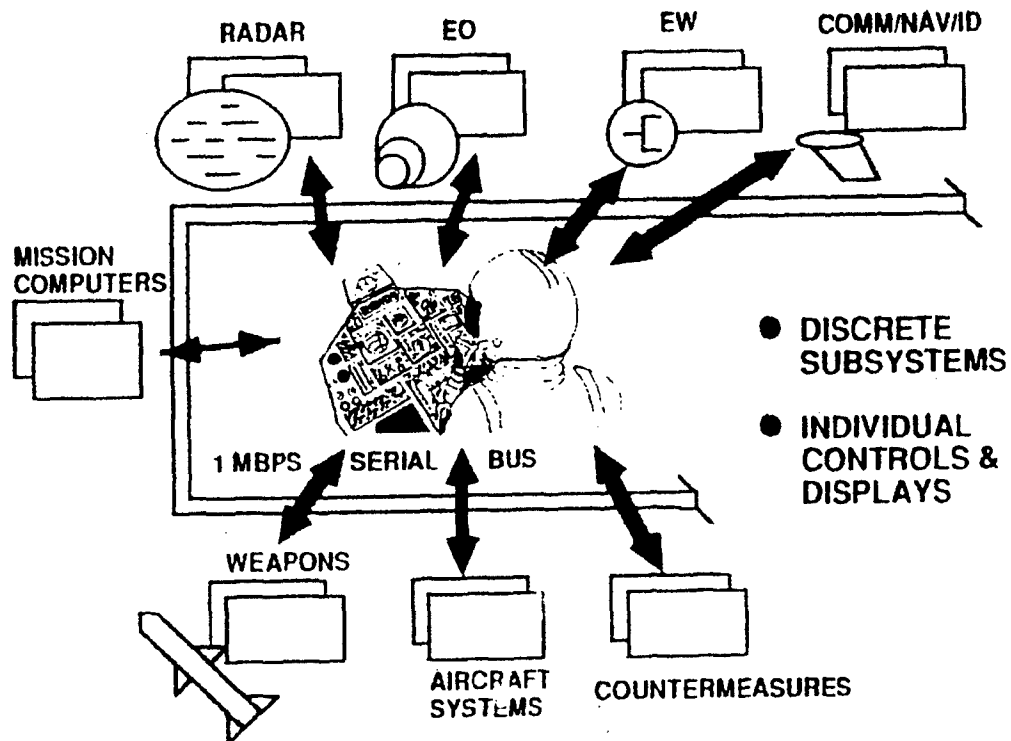 RADAR
EO
EW
COMM/NAV/ID
MISSION
COMPUTERS
● DISCRETE
SUBSYSTEMS
● INDIVIDUAL
CONTROLS &
DISPLAYS
1 MBPS SERIAL BUS
WEAPONS
AIRCRAFT
SYSTEMS
COUNTERMEASURES